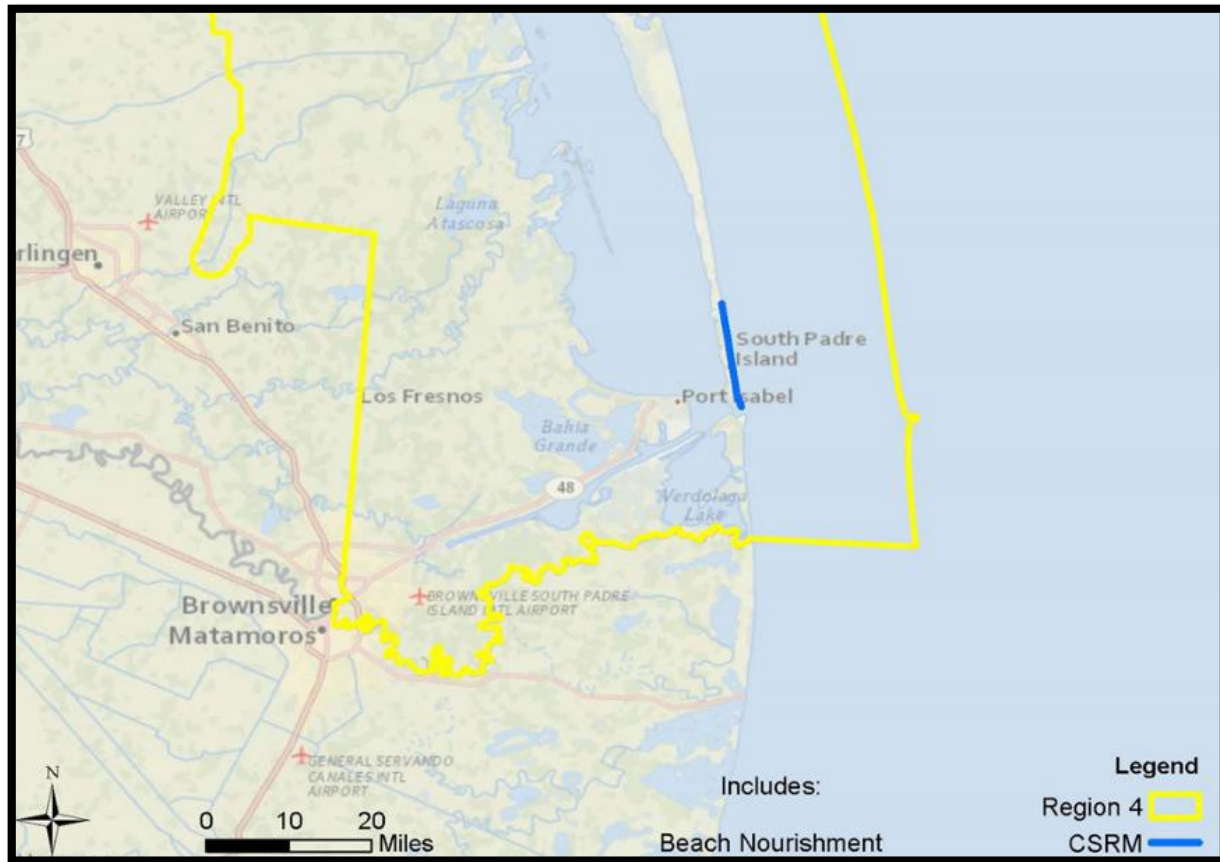 7
VALLEY INTL
AIRPORT
rlingen
San Benito
Laguna
Atascosa
South Padre
Island
Los Fresnos
Port Isabel
Bahia
Grande
48
Verdolaga
Lake
Brownsville
BROWNSVILLE SOUTH PADRE
ISLAND INTL AIRPORT
Matamoros
GENERAL SERVANDO
CANALES INTL
AIRPORT
N
0 10 20
Miles
Includes:
Beach Nourishment
Legend
Region 4
CSRM